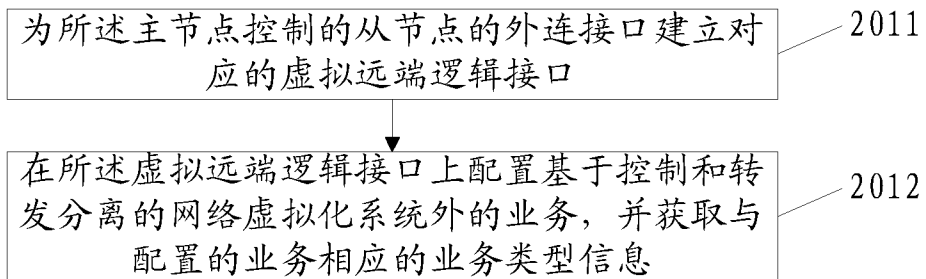 为所述主节点控制的从节点的外连接口建立对
应的虚拟远端逻辑接口
2011
在所述虚拟远端逻辑接口上配置基于控制和转
发分离的网络虚拟化系统外的业务，并获取与
配置的业务相应的业务类型信息
2012